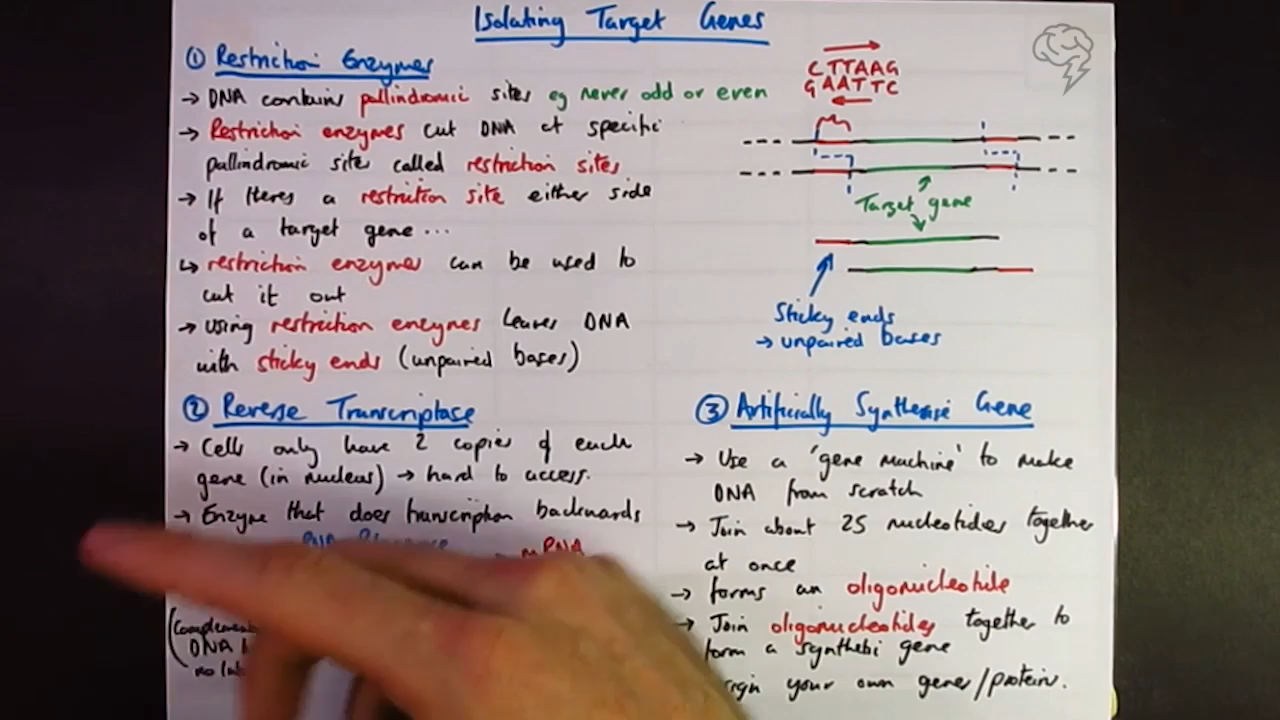 Isolating Target Genes
① Restriction Enzymes
→ DNA contains pallindromic sites eg never odd or even
→ Restriction enzymes cut DNA at specific
pallindromic site called restriction sites
→ If theres a restriction site either side
of a target gene...
↳ restriction enzymes can be used to
cut it out
→ using restriction enzymes leaves DNA
with sticky ends (unpaired bases)
CTTAAG
GAATTC
Target gene
Sticky ends
→ unpaired bases
② Reverse Transcriptase
→ Cells only have 2 copies of each
gene (in nucleus) → hard to access.
→ Enzyme that does transcription backwards
mRNA
DNA
③ Artificially Synthesise Gene
→ Use a 'gene machine' to make
DNA from scratch
→ Join about 25 nucleotides together
at once
→ forms an oligonucleotide
→ Join oligonucleotides together to
form a synthetic gene
your own genes/proteins.